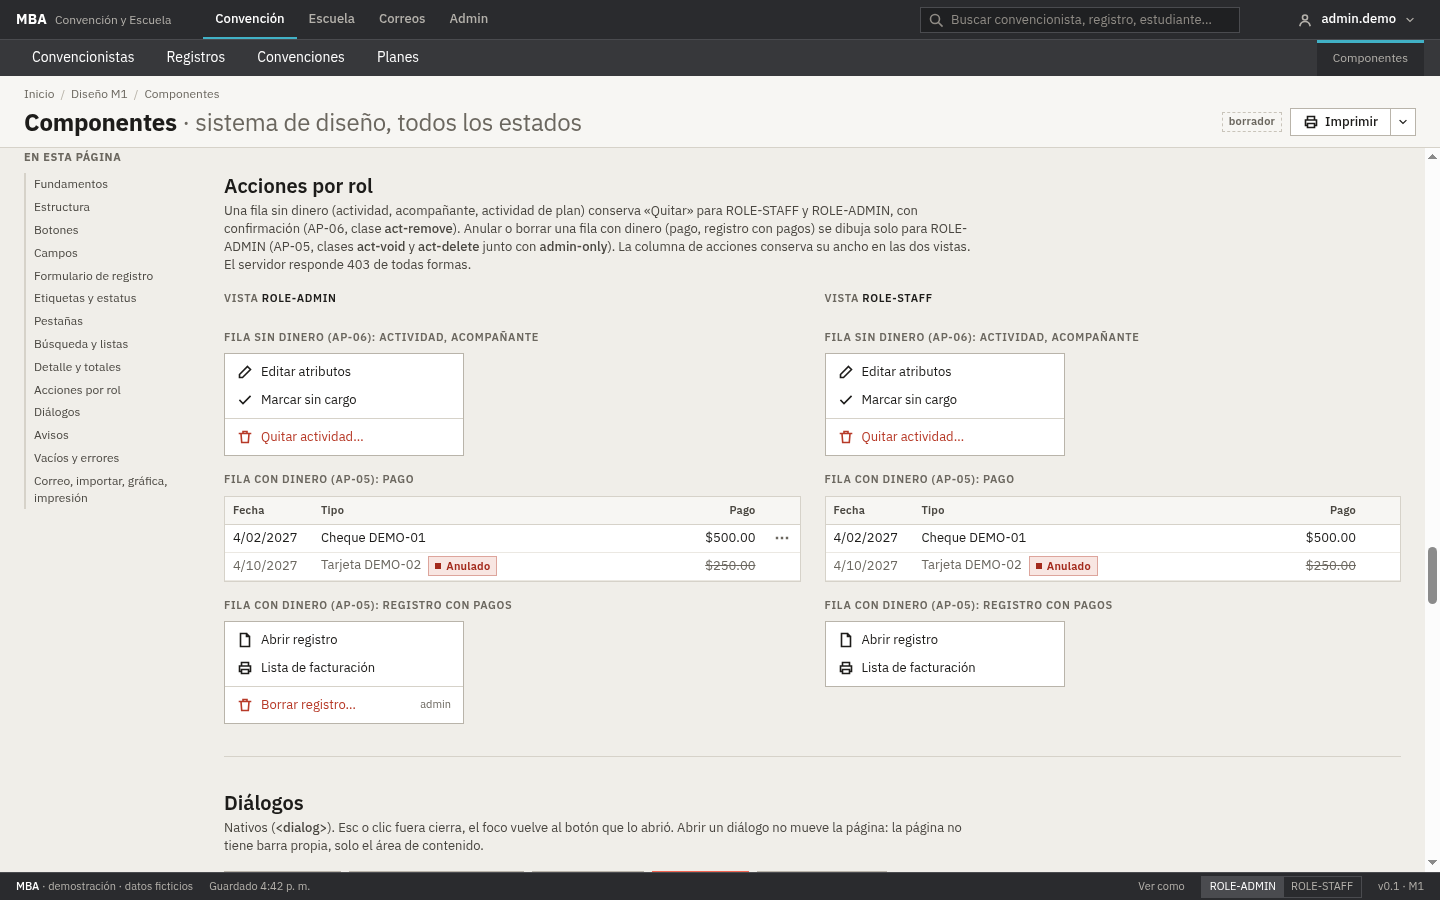 MBA Convención y Escuela
Convención Escuela Correos Admin
Buscar convencionista, registro, estudiante...
admin.demo
Convencionistas Registros Convenciones Planes
Componentes
Inicio / Diseño M1 / Componentes
Componentes · sistema de diseño, todos los estados
borrador
Imprimir
EN ESTA PÁGINA
Fundamentos
Estructura
Botones
Campos
Formulario de registro
Etiquetas y estatus
Pestañas
Búsqueda y listas
Detalle y totales
Acciones por rol
Diálogos
Avisos
Vacíos y errores
Correo, importar, gráfica,
impresión
Acciones por rol
Una fila sin dinero (actividad, acompañante, actividad de plan) conserva «Quitar» para ROLE-STAFF y ROLE-ADMIN, con
confirmación (AP-06, clase act-remove). Anular o borrar una fila con dinero (pago, registro con pagos) se dibuja solo para ROLE-
ADMIN (AP-05, clases act-void y act-delete junto con admin-only). La columna de acciones conserva su ancho en las dos vistas.
El servidor responde 403 de todas formas.
VISTA ROLE-ADMIN
FILA SIN DINERO (AP-06): ACTIVIDAD, ACOMPAÑANTE
Editar atributos
Marcar sin cargo
Quitar actividad...
FILA CON DINERO (AP-05): PAGO
Fecha Tipo Pago
4/02/2027 Cheque DEMO-01 $500.00
4/10/2027 Tarjeta DEMO-02 Anulado $250.00
FILA CON DINERO (AP-05): REGISTRO CON PAGOS
Abrir registro
Lista de facturación
Borrar registro... admin
VISTA ROLE-STAFF
FILA SIN DINERO (AP-06): ACTIVIDAD, ACOMPAÑANTE
Editar atributos
Marcar sin cargo
Quitar actividad...
FILA CON DINERO (AP-05): PAGO
Fecha Tipo Pago
4/02/2027 Cheque DEMO-01 $500.00
4/10/2027 Tarjeta DEMO-02 Anulado $250.00
FILA CON DINERO (AP-05): REGISTRO CON PAGOS
Abrir registro
Lista de facturación
Diálogos
Nativos (<dialog>). Esc o clic fuera cierra, el foco vuelve al botón que lo abrió. Abrir un diálogo no mueve la página: la página no
tiene barra propia, solo el área de contenido.
MBA · demostración · datos ficticios Guardado 4:42 p. m.
Ver como ROLE-ADMIN ROLE-STAFF v0.1 · M1